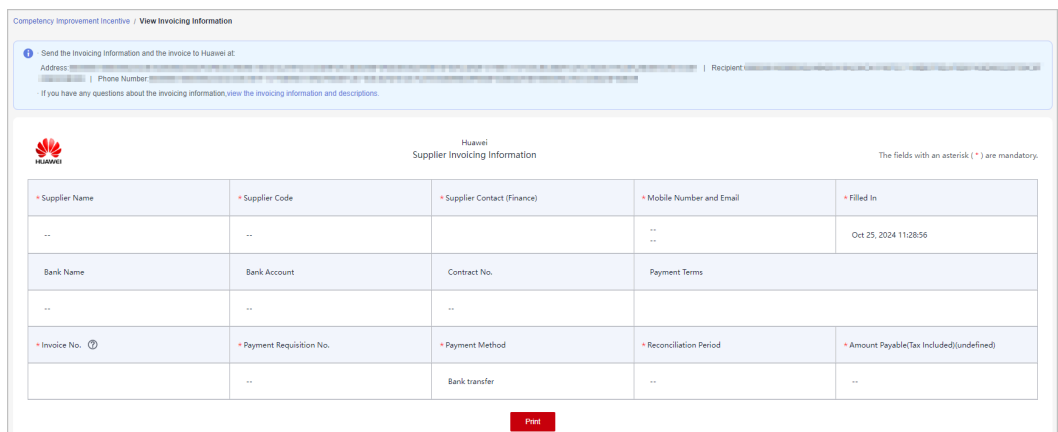 Competency Improvement Incentive / View Invoicing Information
Send the Invoicing Information and the invoice to Huawei at:
Address: | Recipient:
| Phone Number:
· If you have any questions about the invoicing information,view the invoicing information and descriptions.
HUAWEI
Huawei
Supplier Invoicing Information
The fields with an asterisk ( * ) are mandatory.
* Supplier Name * Supplier Code * Supplier Contact (Finance) * Mobile Number and Email * Filled In
-- -- -- Oct 25, 2024 11:28:56
--
Bank Name Bank Account Contract No. Payment Terms
-- -- --
* Invoice No. ? * Payment Requisition No. * Payment Method * Reconciliation Period * Amount Payable(Tax Included)(undefined)
-- Bank transfer -- --
Print